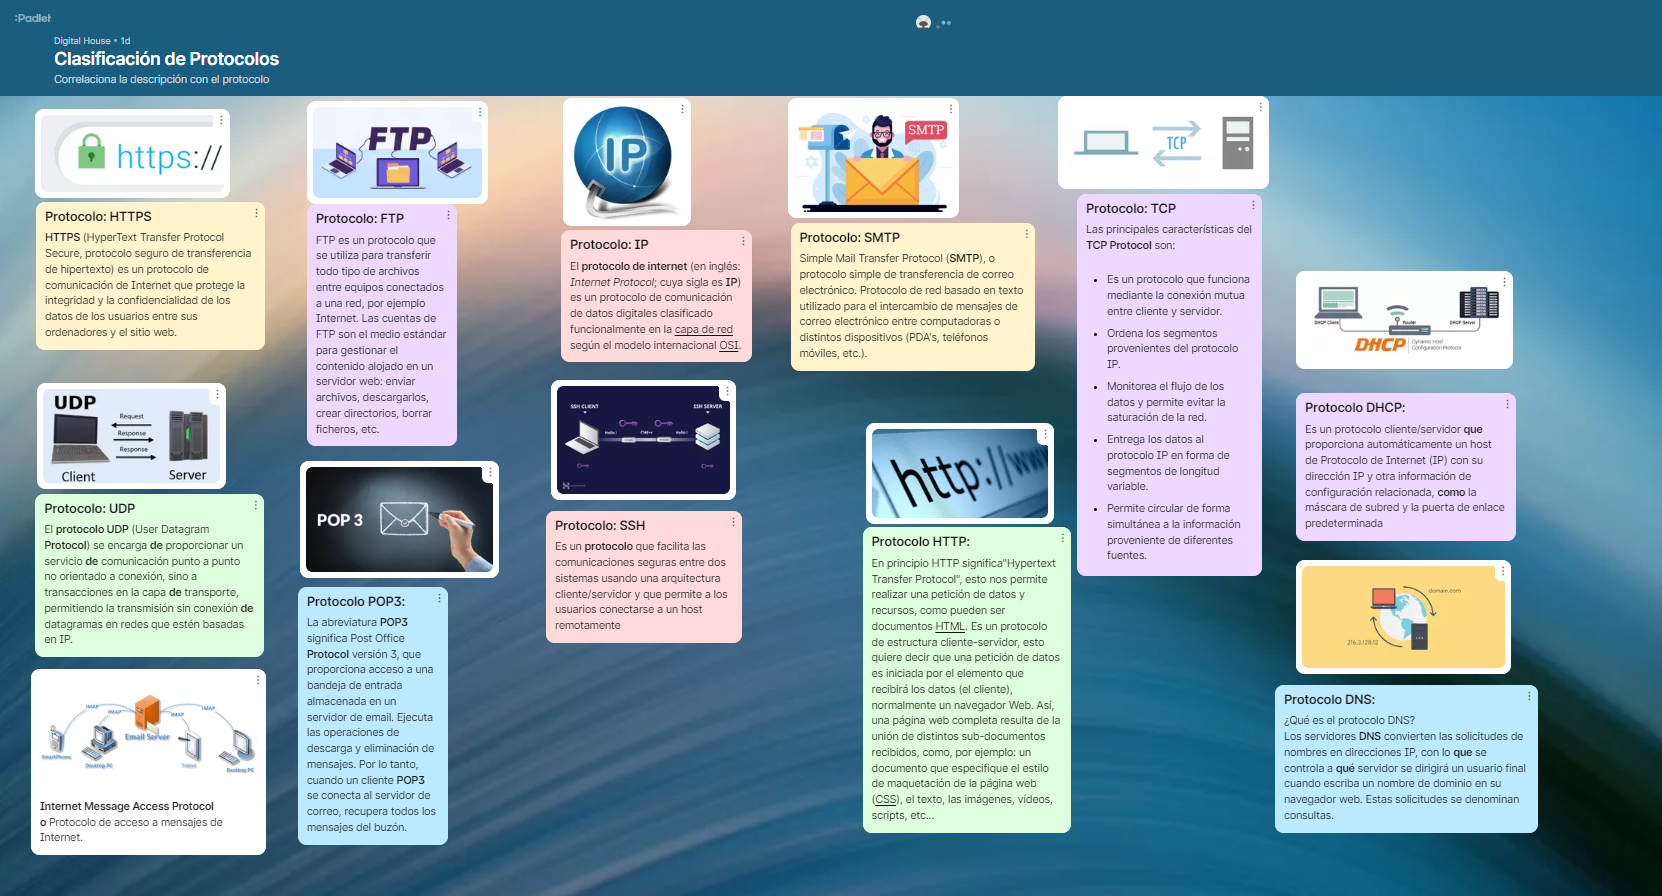 :Padlet
Digital House • 1d
Clasificación de Protocolos
Correlaciona la descripción con el protocolo
https://
Protocolo: HTTPS
HTTPS (HyperText Transfer Protocol
Secure, protocolo seguro de transferencia
de hipertexto) es un protocolo de
comunicación de Internet que protege la
integridad y la confidencialidad de los
datos de los usuarios entre sus
ordenadores y el sitio web.
UDP
Request
Response
Response
Client
Server
Protocolo: UDP
El protocolo UDP (User Datagram
Protocol) se encarga de proporcionar un
servicio de comunicación punto a punto
no orientado a conexión, sino a
transacciones en la capa de transporte,
permitiendo la transmisión sin conexión de
datagramas en redes que estén basadas
en IP.
IMAP
IMAP
IMAP
IMAP
Email Server
SmartPhone
Desktop PC
Tablet
Desktop PC
Internet Message Access Protocol
o Protocolo de acceso a mensajes de
Internet.
FTP
Protocolo: FTP
FTP es un protocolo que
se utiliza para transferir
todo tipo de archivos
entre equipos conectados
a una red, por ejemplo
Internet. Las cuentas de
FTP son el medio estándar
para gestionar el
contenido alojado en un
servidor web: enviar
archivos, descargarlos,
crear directorios, borrar
ficheros, etc.
POP 3
Protocolo POP3:
La abreviatura POP3
significa Post Office
Protocol versión 3, que
proporciona acceso a una
bandeja de entrada
almacenada en un
servidor de email. Ejecuta
las operaciones de
descarga y eliminación de
mensajes. Por lo tanto,
cuando un cliente POP3
se conecta al servidor de
correo, recupera todos los
mensajes del buzón.
IP
Protocolo: IP
El protocolo de internet (en inglés:
Internet Protocol; cuya sigla es IP)
es un protocolo de comunicación
de datos digitales clasificado
funcionalmente en la capa de red
según el modelo internacional OSI.
SSH CLIENT
SSH SERVER
Hello !
Hello !
Protocolo: SSH
Es un protocolo que facilita las
comunicaciones seguras entre dos
sistemas usando una arquitectura
cliente/servidor y que permite a los
usuarios conectarse a un host
remotamente
SMTP
Protocolo: SMTP
Simple Mail Transfer Protocol (SMTP), o
protocolo simple de transferencia de correo
electrónico. Protocolo de red basado en texto
utilizado para el intercambio de mensajes de
correo electrónico entre computadoras o
distintos dispositivos (PDA's, teléfonos
móviles, etc.).
http://www
Protocolo HTTP:
En principio HTTP significa"Hypertext
Transfer Protocol", esto nos permite
realizar una petición de datos y
recursos, como pueden ser
documentos HTML. Es un protocolo
de estructura cliente-servidor, esto
quiere decir que una petición de datos
es iniciada por el elemento que
recibirá los datos (el cliente),
normalmente un navegador Web. Así,
una página web completa resulta de la
unión de distintos sub-documentos
recibidos, como, por ejemplo: un
documento que especifique el estilo
de maquetación de la página web
(CSS), el texto, las imágenes, vídeos,
scripts, etc...
TCP
Protocolo: TCP
Las principales características del
TCP Protocol son:
• Es un protocolo que funciona
mediante la conexión mutua
entre cliente y servidor.
• Ordena los segmentos
provenientes del protocolo
IP.
• Monitorea el flujo de los
datos y permite evitar la
saturación de la red.
• Entrega los datos al
protocolo IP en forma de
segmentos de longitud
variable.
• Permite circular de forma
simultánea a la información
proveniente de diferentes
fuentes.
DHCP Client
Router
DHCP Server
DHCP
Dynamic Host
Configuration Protocol
Protocolo DHCP:
Es un protocolo cliente/servidor que
proporciona automáticamente un host
de Protocolo de Internet (IP) con su
dirección IP y otra información de
configuración relacionada, como la
máscara de subred y la puerta de enlace
predeterminada
domain.com
216.3.128.12
Protocolo DNS:
¿Qué es el protocolo DNS?
Los servidores DNS convierten las solicitudes de
nombres en direcciones IP, con lo que se
controla a qué servidor se dirigirá un usuario final
cuando escriba un nombre de dominio en su
navegador web. Estas solicitudes se denominan
consultas.